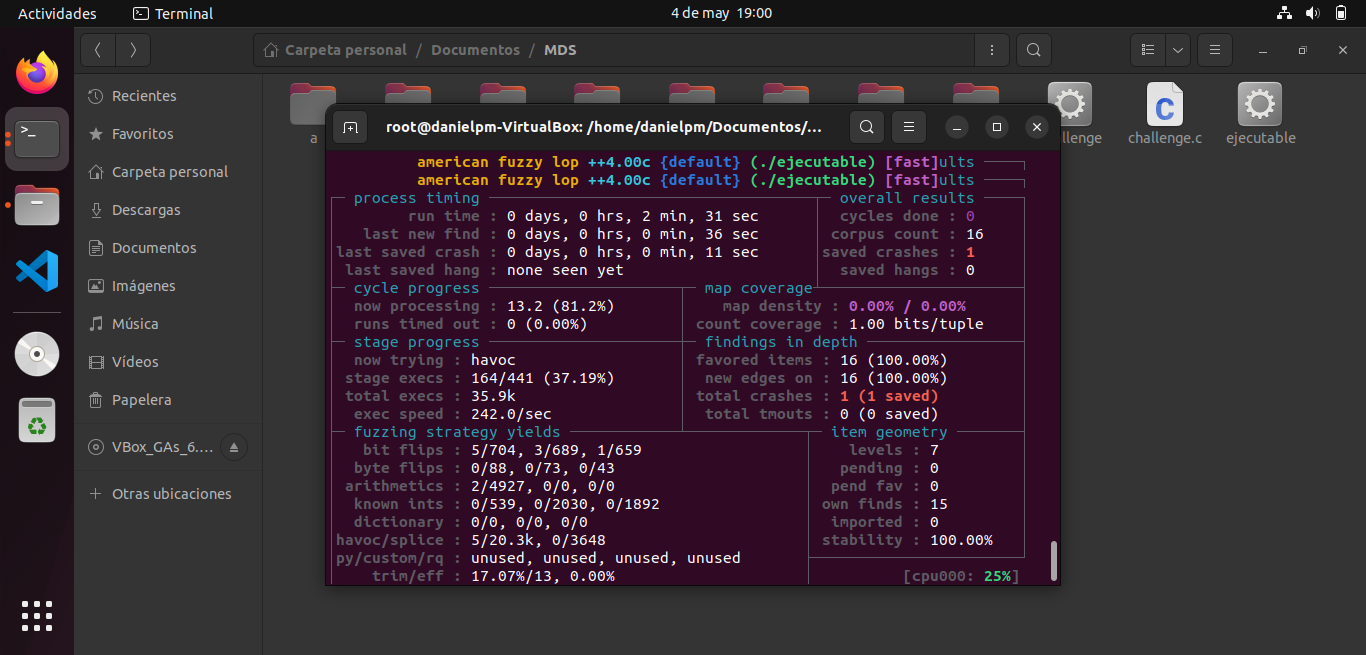 Actividades Terminal 4 de may 19:00
Carpeta personal / Documentos / MDS
Recientes
Favoritos
Carpeta personal
Descargas
Documentos
Imágenes
Música
Vídeos
Papelera
VBox_GAs_6....
Otras ubicaciones
a
llenge challenge.c ejecutable
root@danielpm-VirtualBox: /home/danielpm/Documentos/...
american fuzzy lop ++4.00c {default} (./ejecutable) [fast]ults
american fuzzy lop ++4.00c {default} (./ejecutable) [fast]ults
process timing overall results
run time : 0 days, 0 hrs, 2 min, 31 sec cycles done : 0
last new find : 0 days, 0 hrs, 0 min, 36 sec corpus count : 16
last saved crash : 0 days, 0 hrs, 0 min, 11 sec saved crashes : 1
last saved hang : none seen yet saved hangs : 0
cycle progress map coverage
now processing : 13.2 (81.2%) map density : 0.00% / 0.00%
runs timed out : 0 (0.00%) count coverage : 1.00 bits/tuple
stage progress findings in depth
now trying : havoc favored items : 16 (100.00%)
stage execs : 164/441 (37.19%) new edges on : 16 (100.00%)
total execs : 35.9k total crashes : 1 (1 saved)
exec speed : 242.0/sec total tmouts : 0 (0 saved)
fuzzing strategy yields item geometry
bit flips : 5/704, 3/689, 1/659 levels : 7
byte flips : 0/88, 0/73, 0/43 pending : 0
arithmetics : 2/4927, 0/0, 0/0 pend fav : 0
known ints : 0/539, 0/2030, 0/1892 own finds : 15
dictionary : 0/0, 0/0, 0/0 imported : 0
havoc/splice : 5/20.3k, 0/3648 stability : 100.00%
py/custom/rq : unused, unused, unused, unused
trim/eff : 17.07%/13, 0.00% [cpu000: 25%]